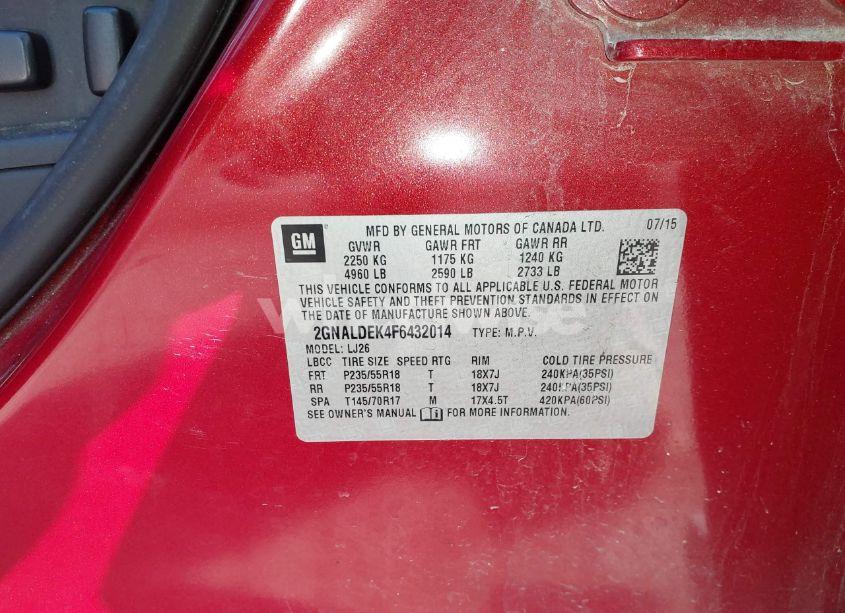 GM
MFD BY GENERAL MOTORS OF CANADA LTD. 07/15
GVWR GAWR FRT GAWR RR
2250 KG 1175 KG 1240 KG
4960 LB 2590 LB 2733 LB
THIS VEHICLE CONFORMS TO ALL APPLICABLE U.S. FEDERAL MOTOR
VEHICLE SAFETY AND THEFT PREVENTION STANDARDS IN EFFECT ON
THE DATE OF MANUFACTURE SHOWN ABOVE.
2GNALDEK4F6432014 TYPE: M.P.V.
MODEL: LJ26
LBCC TIRE SIZE SPEED RTG RIM COLD TIRE PRESSURE
FRT P235/55R18 T 18X7J 240KPA(35PSI)
RR P235/55R18 T 18X7J 240KPA(35PSI)
SPA T145/70R17 M 17X4.5T 420KPA(60PSI)
SEE OWNER'S MANUAL FOR MORE INFORMATION.